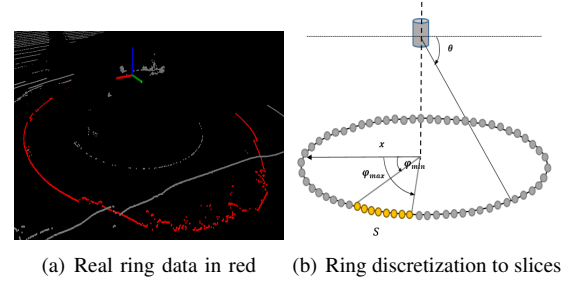 θ
x
φmin
φmax
S
(a) Real ring data in red
(b) Ring discretization to slices